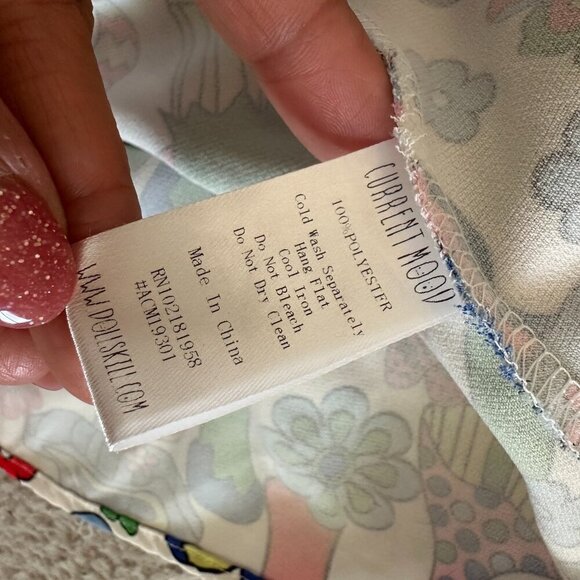 CURRENT MOOD
100%POLYESTER
Cold Wash Separately
Hang Flat
Cool Iron
Do Not Bleach
Do Not Dry Clean
Made In China
RN102181958
#ACM19301
WWW.DOLLSKILL.COM